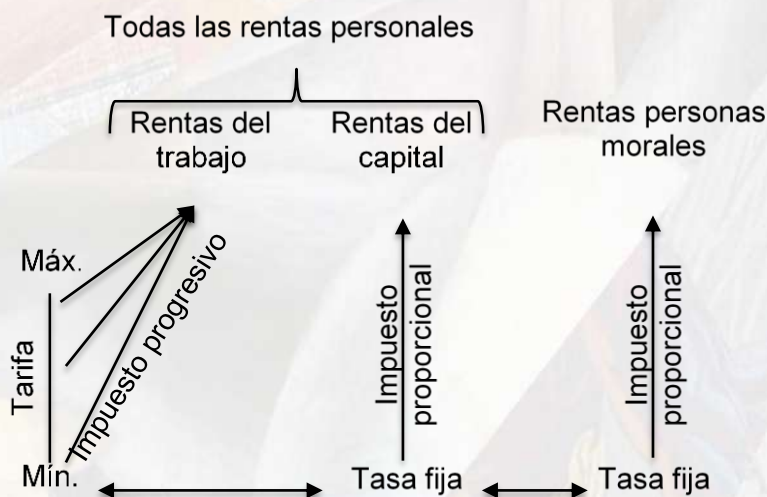 Todas las rentas personales
Rentas del
trabajo
Rentas del
capital
Rentas personas
morales
Máx.
Tarifa
Mín.
Impuesto progresivo
Impuesto
proporcional
Tasa fija
Impuesto
proporcional
Tasa fija